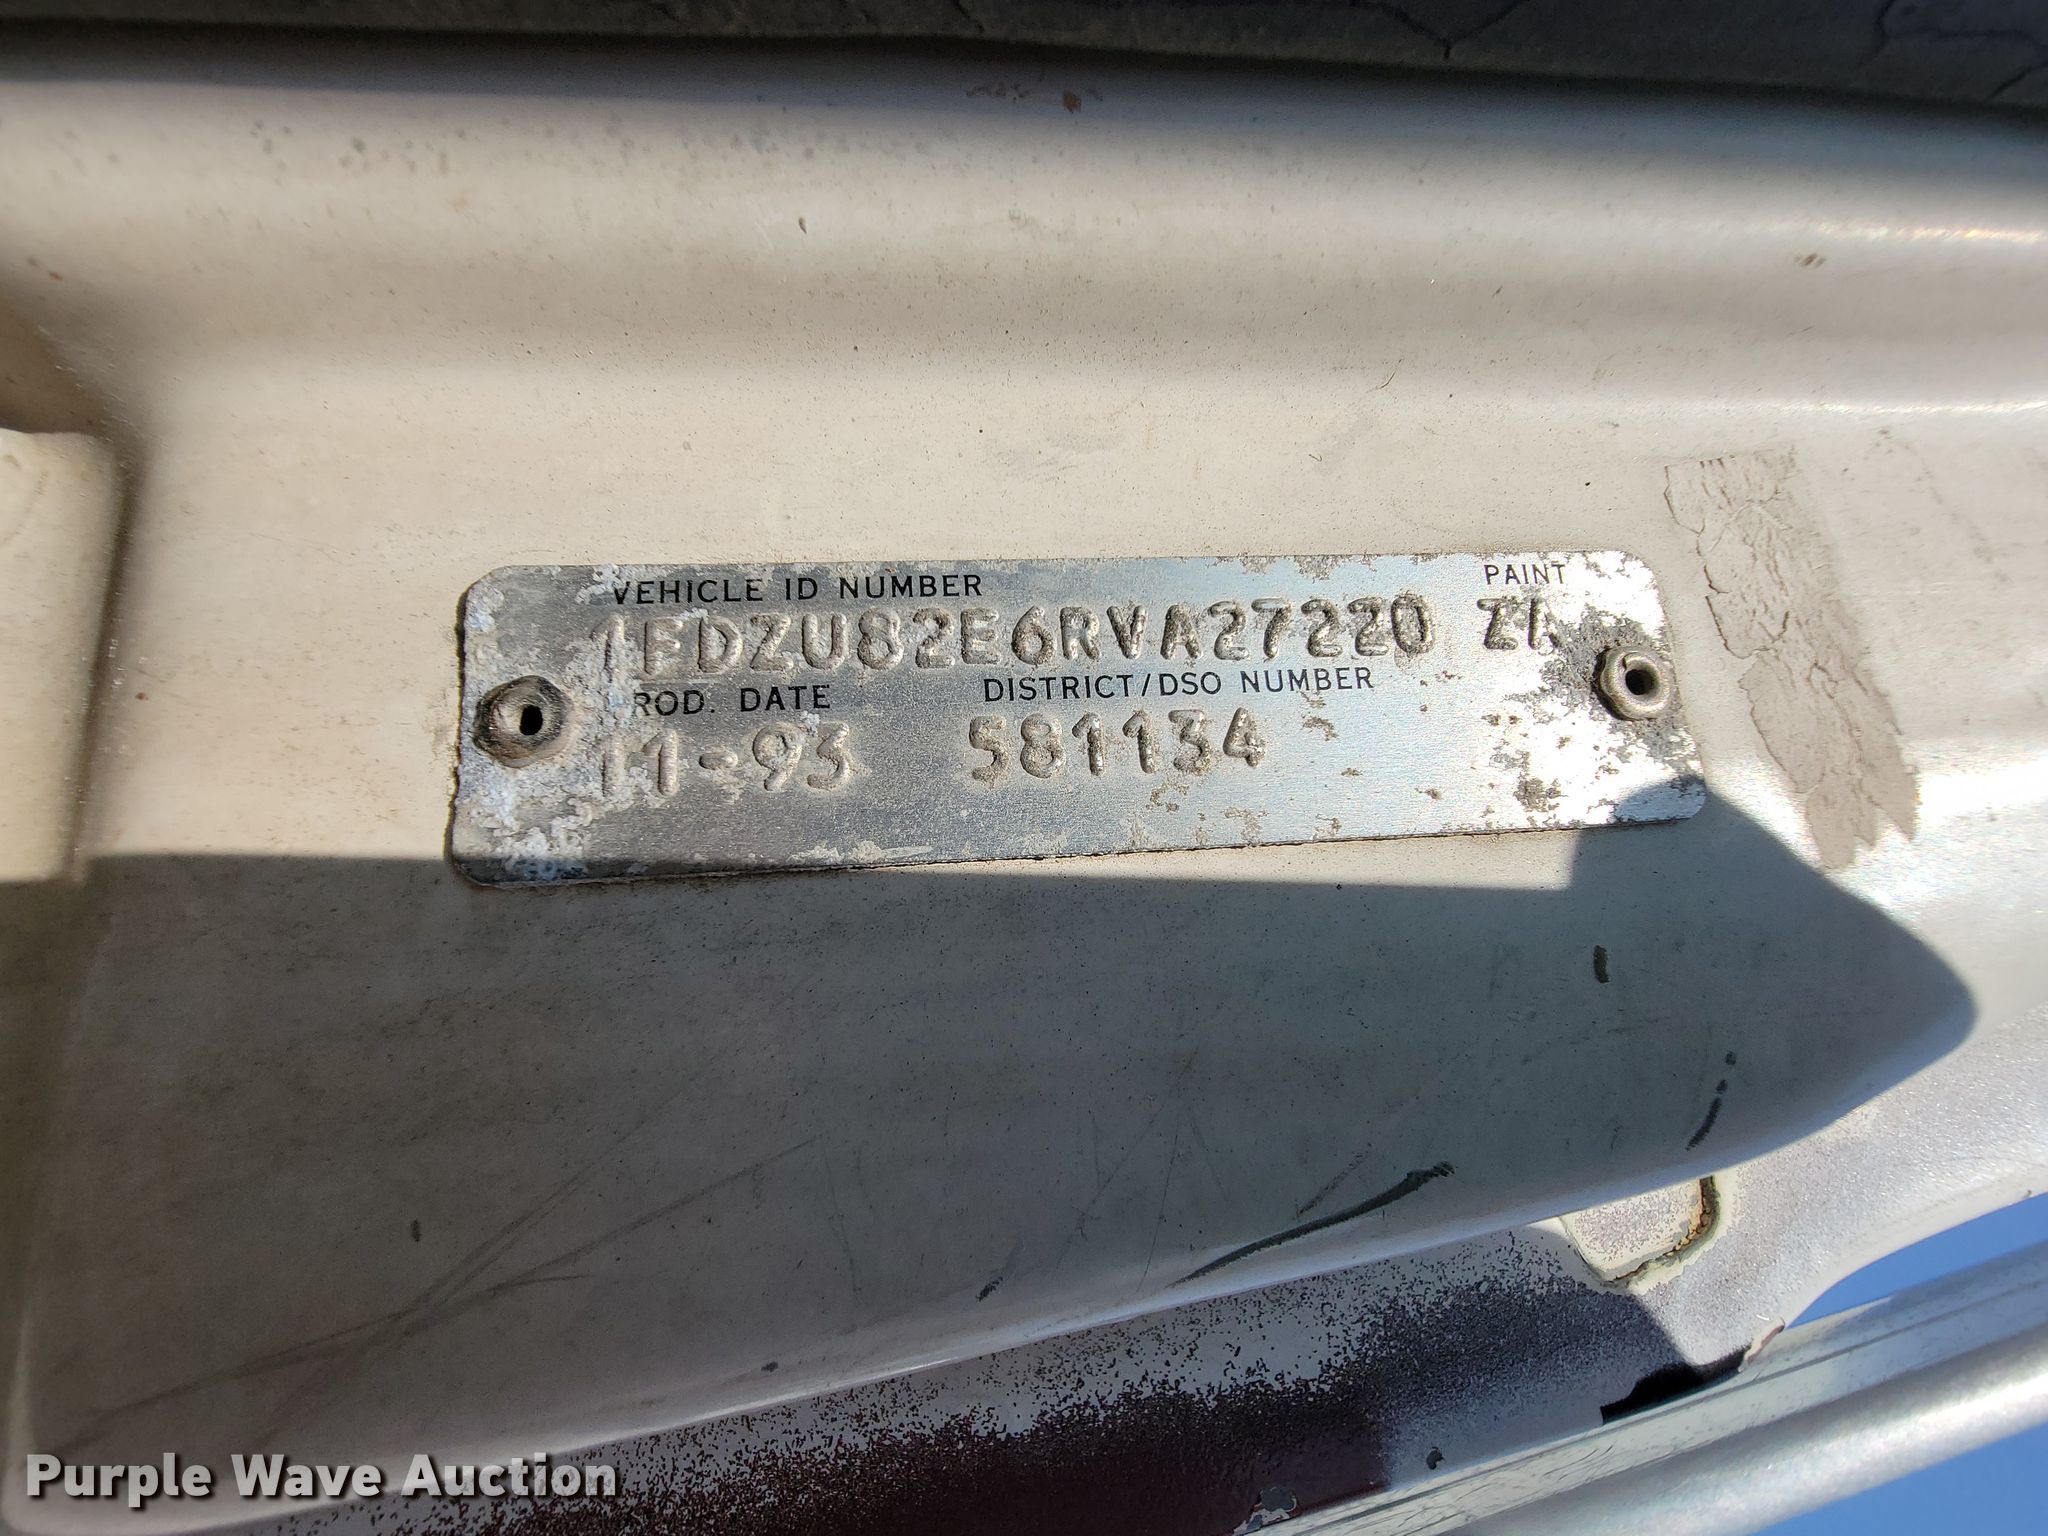 VEHICLE ID NUMBER PAINT
1FDZU82E6RVA27220
ROD. DATE DISTRICT/DSO NUMBER
11-93 581134
Purple Wave Auction